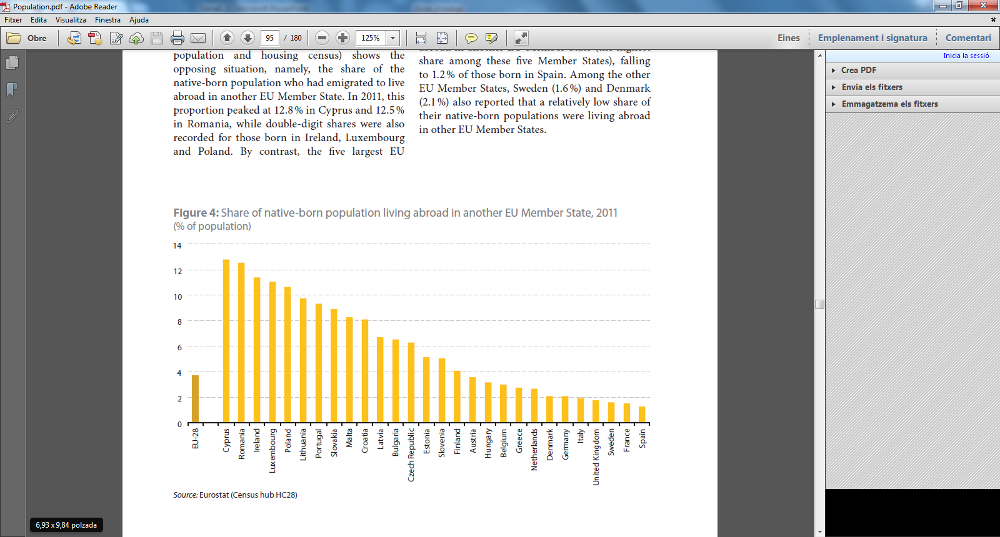 Population.pdf - Adobe Reader
Fitxer Edita Visualitza Finestra Ajuda
Obre 95 / 180 125% Eines Emplenament i signatura Comentari
Inicia la sessió
Crea PDF
Envia els fitxers
Emmagatzema els fitxers
population and housing census) shows the
opposing situation, namely, the share of the
native-born population who had emigrated to live
abroad in another EU Member State. In 2011, this
proportion peaked at 12.8 % in Cyprus and 12.5 %
in Romania, while double-digit shares were also
recorded for those born in Ireland, Luxembourg
and Poland. By contrast, the five largest EU
share among these five Member States), falling
to 1.2 % of those born in Spain. Among the other
EU Member States, Sweden (1.6 %) and Denmark
(2.1 %) also reported that a relatively low share of
their native-born populations were living abroad
in other EU Member States.
Figure 4: Share of native-born population living abroad in another EU Member State, 2011
(% of population)
14
12
10
8
6
4
2
0
EU-28
Cyprus
Romania
Ireland
Luxembourg
Poland
Lithuania
Portugal
Slovakia
Malta
Croatia
Latvia
Bulgaria
Czech Republic
Estonia
Slovenia
Finland
Austria
Hungary
Belgium
Greece
Netherlands
Denmark
Germany
Italy
United Kingdom
Sweden
France
Spain
Source: Eurostat (Census hub HC28)
6,93 x 9,84 polzada